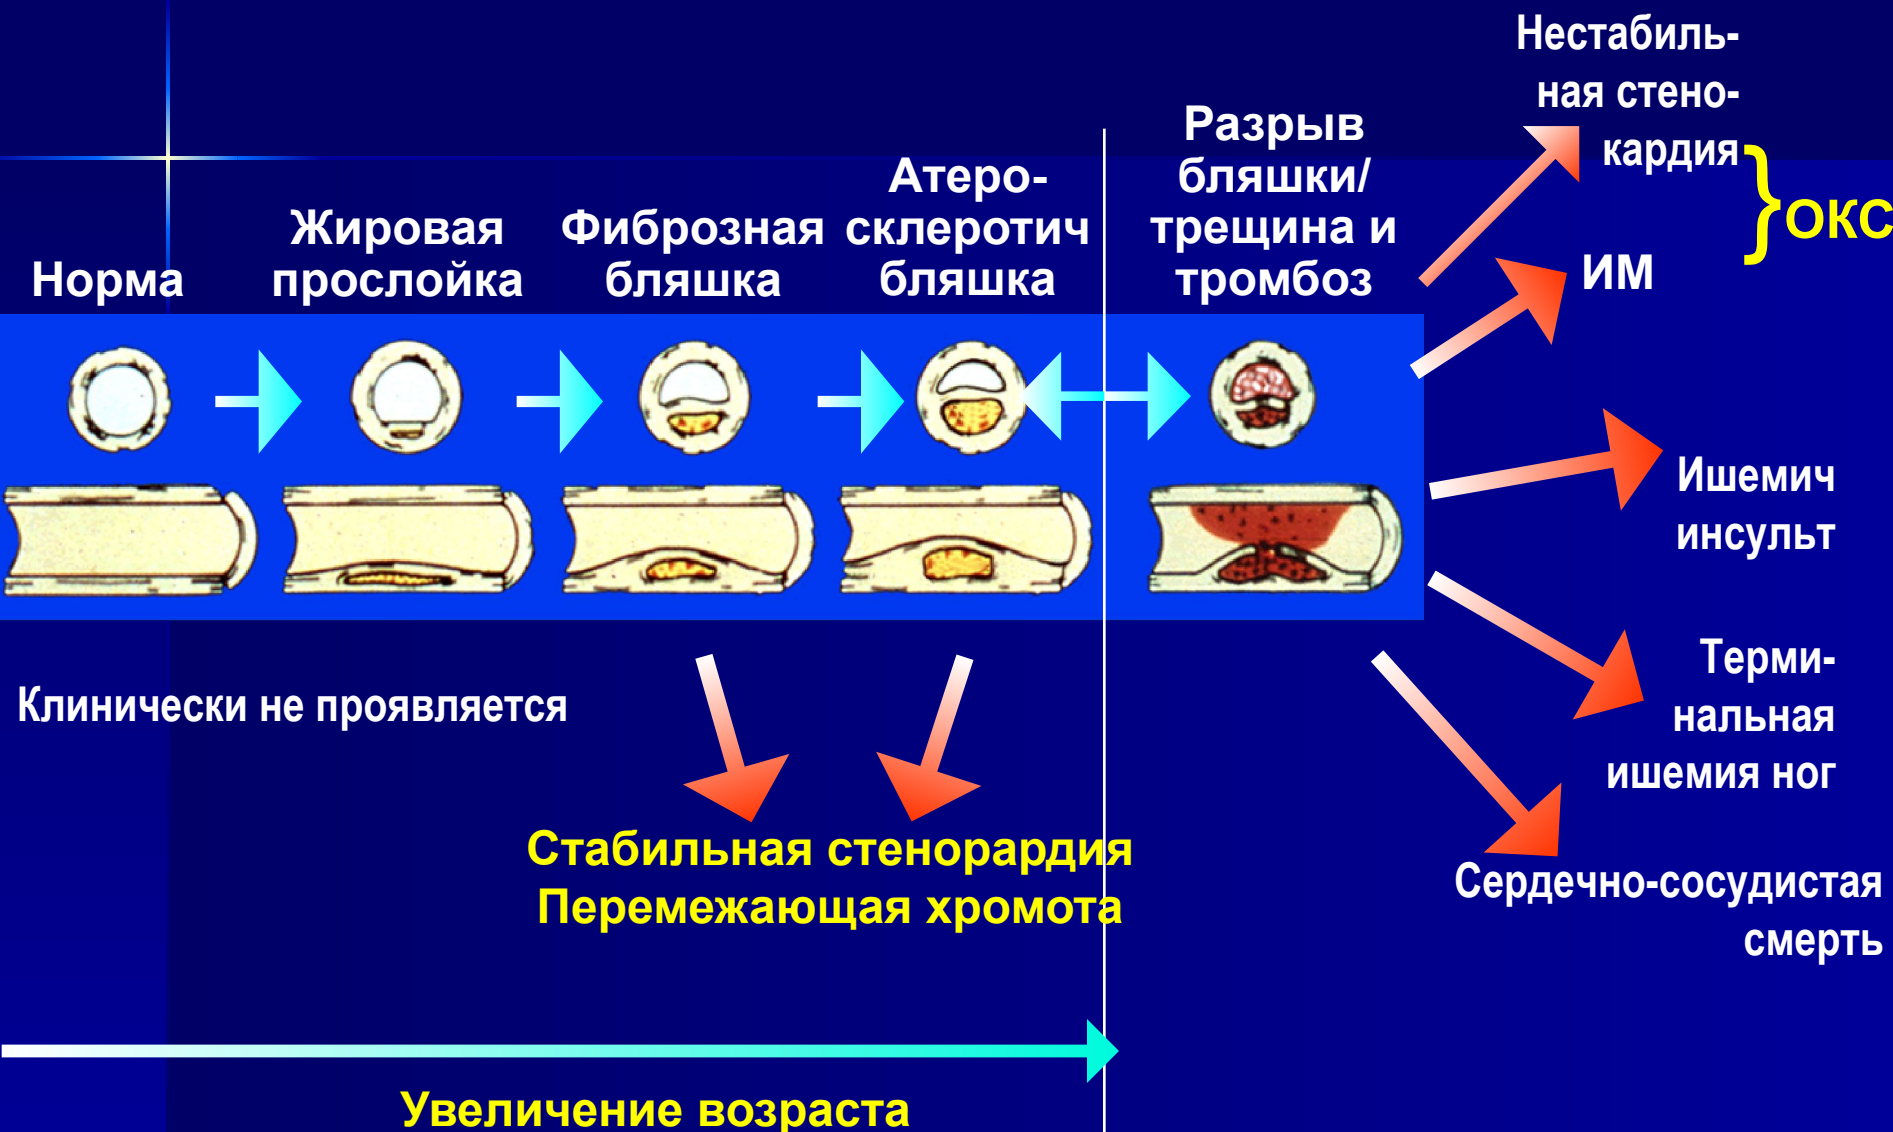 Норма
Жировая
прослойка
Фиброзная
бляшка
Атеро-
склеротич
бляшка
Разрыв
бляшки/
трещина и
тромбоз
Нестабиль-
ная стено-
кардия
ОКС
ИМ
Ишемич
инсульт
Терми-
нальная
ишемия ног
Сердечно-сосудистая
смерть
Клинически не проявляется
Стабильная стенорардия
Перемежающая хромота
Увеличение возраста